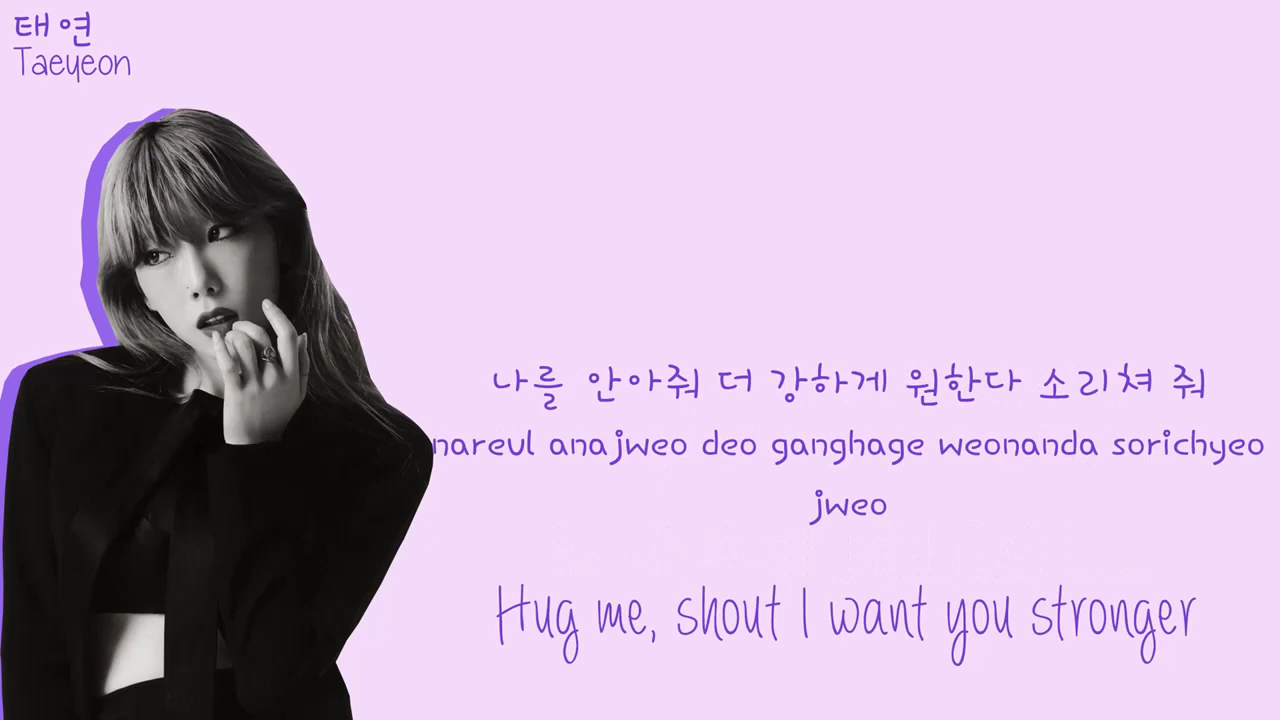 태연
Taeyeon
나를 안아줘 더 강하게 원한다 소리쳐 줘
nareul anajweo deo ganghage weonanda sorichyeo
jweo
Hug me, shout I want you stronger